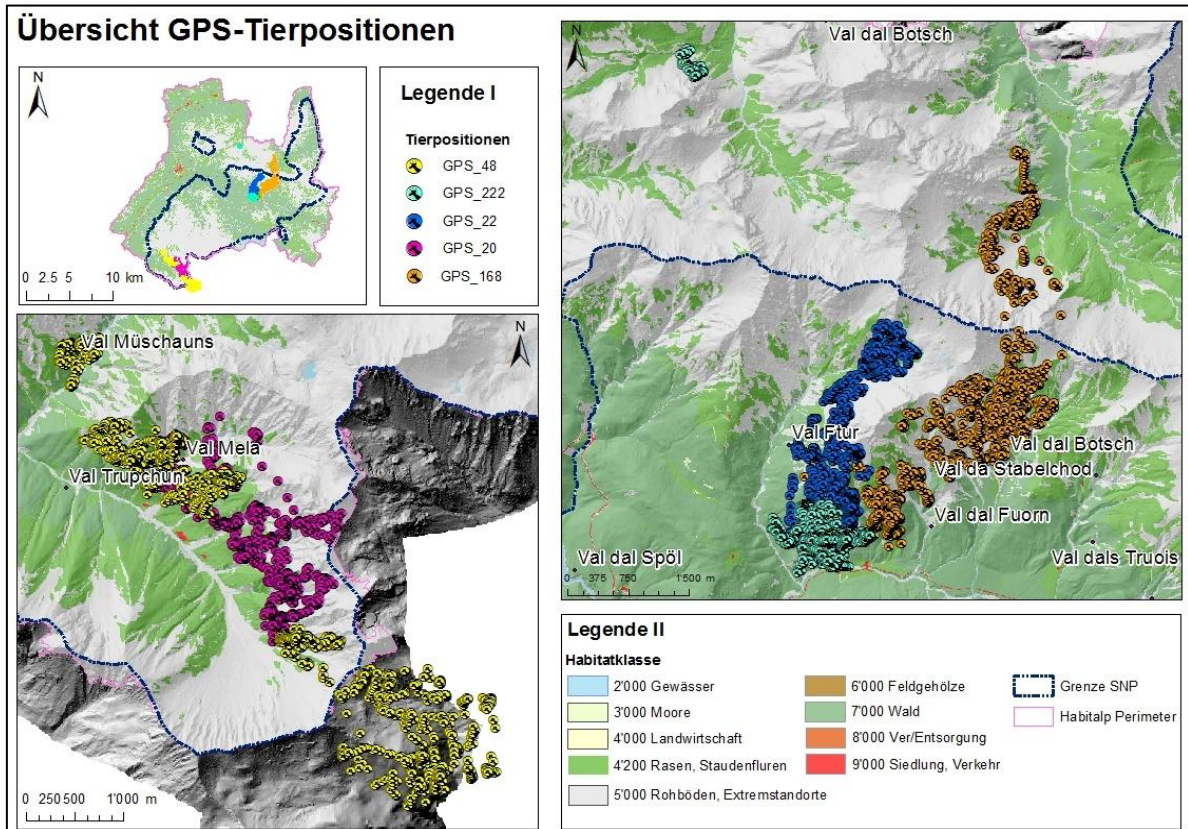 Übersicht GPS-Tierpositionen
N
0 2.5 5 10 km
Legende I
Tierpositionen
GPS_48
GPS_222
GPS_22
GPS_20
GPS_168
N
Val Müschauns
Val Mela
Val Trupchun
0 250 500 1'000 m
N
Val dal Botsch
Val Ftur
Val dal Botsch
Val da Stabelchod
Val dal Fuorn
Val dal Spöl
Val dals Truois
0 375 750 1'500 m
Legende II
Habitatklasse
2'000 Gewässer
3'000 Moore
4'000 Landwirtschaft
4'200 Rasen, Staudenfluren
5'000 Rohböden, Extremstandorte
6'000 Feldgehölze
7'000 Wald
8'000 Ver/Entsorgung
9'000 Siedlung, Verkehr
Grenze SNP
Habitalp Perimeter